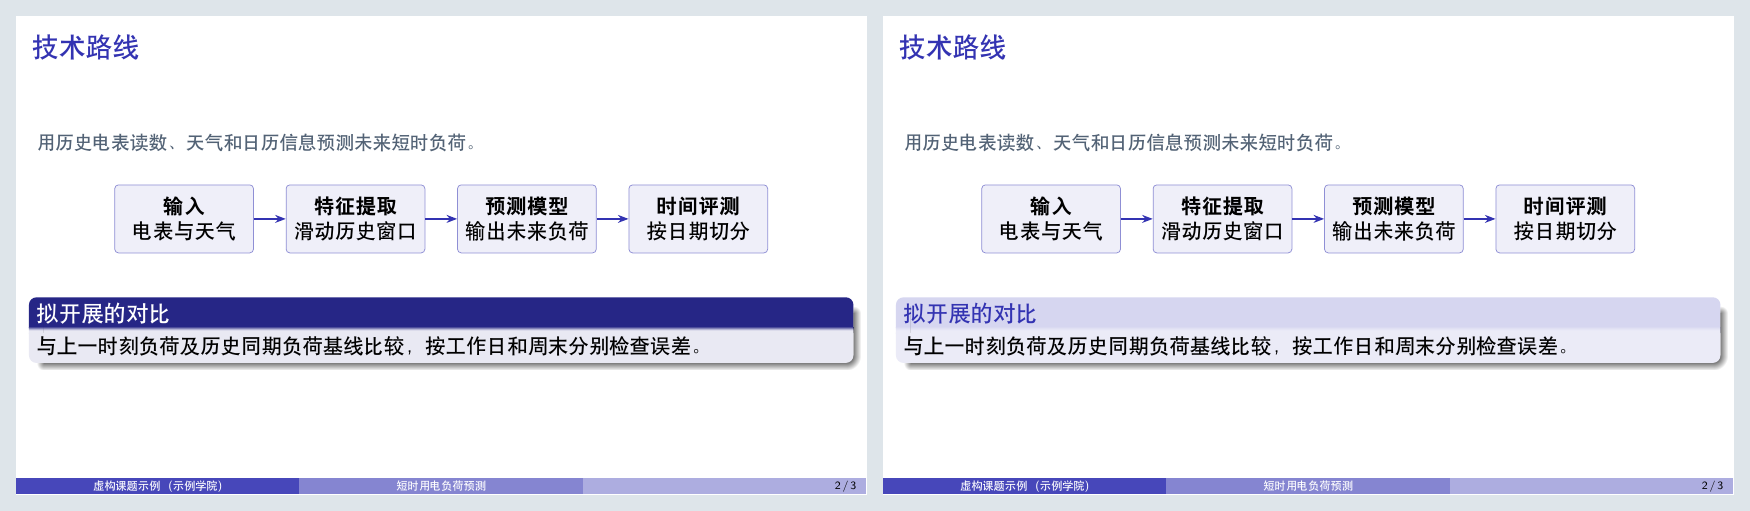 技术路线
用历史电表读数、天气和日历信息预测未来短时负荷。
输入 特征提取 预测模型 时间评测
电表与天气 滑动历史窗口 输出未来负荷 按日期切分
拟开展的对比
与上一时刻负荷及历史同期负荷基线比较，按工作日和周末分别检查误差。
虚构课题示例（示例学院） 短时用电负荷预测 2 / 3
技术路线
用历史电表读数、天气和日历信息预测未来短时负荷。
输入 特征提取 预测模型 时间评测
电表与天气 滑动历史窗口 输出未来负荷 按日期切分
拟开展的对比
与上一时刻负荷及历史同期负荷基线比较，按工作日和周末分别检查误差。
虚构课题示例（示例学院） 短时用电负荷预测 2 / 3